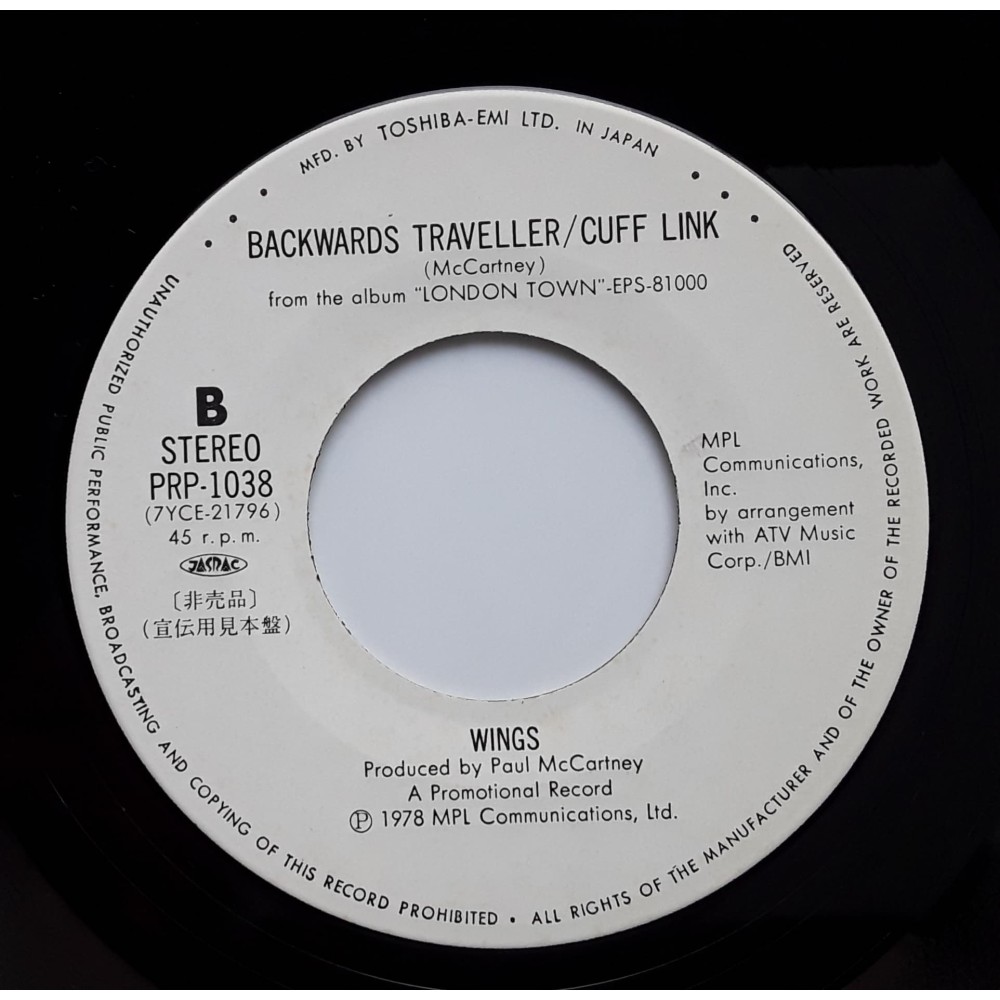 MFD. BY TOSHIBA-EMI LTD. IN JAPAN
BACKWARDS TRAVELLER/CUFF LINK
(McCartney)
from the album "LONDON TOWN"-EPS-81000
B
STEREO
PRP-1038
(7YCE-21796)
45 r.p.m.
JASRAC
〔非売品〕
(宣伝用見本盤)
MPL
Communications,
Inc.
by arrangement
with ATV Music
Corp./BMI
WINGS
Produced by Paul McCartney
A Promotional Record
Ⓟ 1978 MPL Communications, Ltd.
UNAUTHORIZED PUBLIC PERFORMANCE, BROADCASTING AND COPYING OF THIS RECORD PROHIBITED • ALL RIGHTS OF THE MANUFACTURER AND OF THE OWNER OF THE RECORDED WORK ARE RESERVED